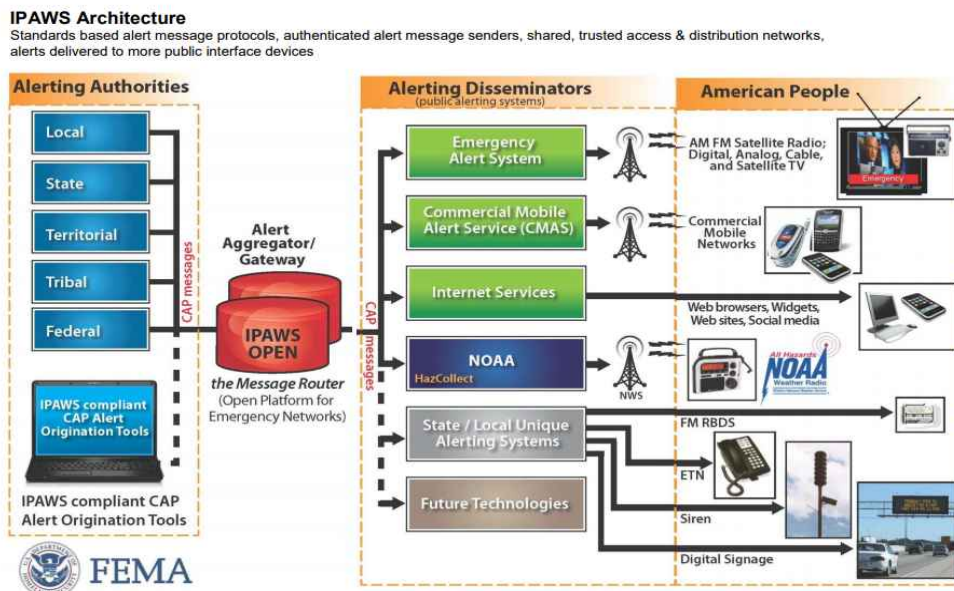 IPAWS Architecture
Standards based alert message protocols, authenticated alert message senders, shared, trusted access & distribution networks,
alerts delivered to more public interface devices
Alerting Authorities
Local
State
Territorial
Tribal
Federal
CAP messages
IPAWS compliant
CAP Alert
Origination Tools
IPAWS compliant CAP
Alert Origination Tools
FEMA
Alert
Aggregator/
Gateway
IPAWS
OPEN
the Message Router
(Open Platform for
Emergency Networks)
CAP messages
Alerting Disseminators
(public alerting systems)
Emergency
Alert System
Commercial Mobile
Alert Service (CMAS)
Internet Services
NOAA
HazCollect
NWS
State / Local Unique
Alerting Systems
Future Technologies
American People
AM FM Satellite Radio;
Digital, Analog, Cable,
and Satellite TV
Emergency
Commercial
Mobile
Networks
Web browsers, Widgets,
Web sites, Social media
All Hazards
NOAA
Weather Radio
FM RBDS
ETN
Siren
Digital Signage